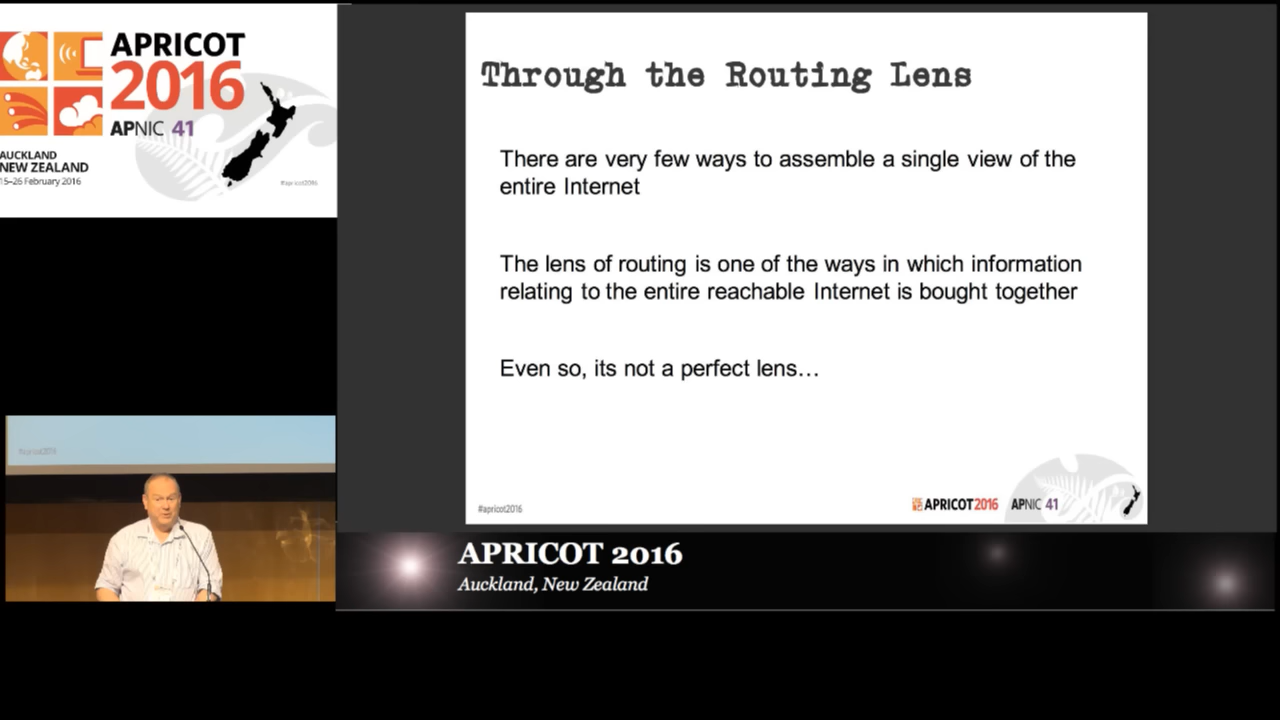 APRICOT
2016
APNIC 41
AUCKLAND
NEW ZEALAND
15–26 February 2016
#apricot2016
Through the Routing Lens
There are very few ways to assemble a single view of the
entire Internet
The lens of routing is one of the ways in which information
relating to the entire reachable Internet is bought together
Even so, its not a perfect lens…
#apricot2016
APRICOT2016 APNIC 41
#apricot2016
APRICOT 2016
Auckland, New Zealand